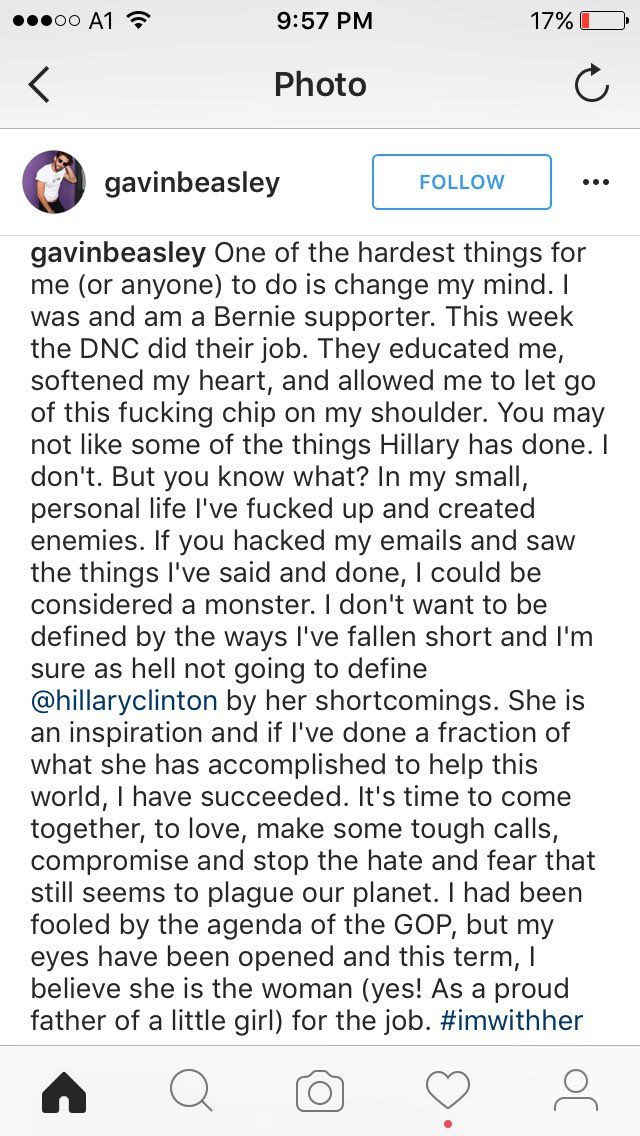 A1 9:57 PM 17%
Photo
gavinbeasley FOLLOW
gavinbeasley One of the hardest things for
me (or anyone) to do is change my mind. I
was and am a Bernie supporter. This week
the DNC did their job. They educated me,
softened my heart, and allowed me to let go
of this fucking chip on my shoulder. You may
not like some of the things Hillary has done. I
don't. But you know what? In my small,
personal life I've fucked up and created
enemies. If you hacked my emails and saw
the things I've said and done, I could be
considered a monster. I don't want to be
defined by the ways I've fallen short and I'm
sure as hell not going to define
@hillaryclinton by her shortcomings. She is
an inspiration and if I've done a fraction of
what she has accomplished to help this
world, I have succeeded. It's time to come
together, to love, make some tough calls,
compromise and stop the hate and fear that
still seems to plague our planet. I had been
fooled by the agenda of the GOP, but my
eyes have been opened and this term, I
believe she is the woman (yes! As a proud
father of a little girl) for the job. #imwithher